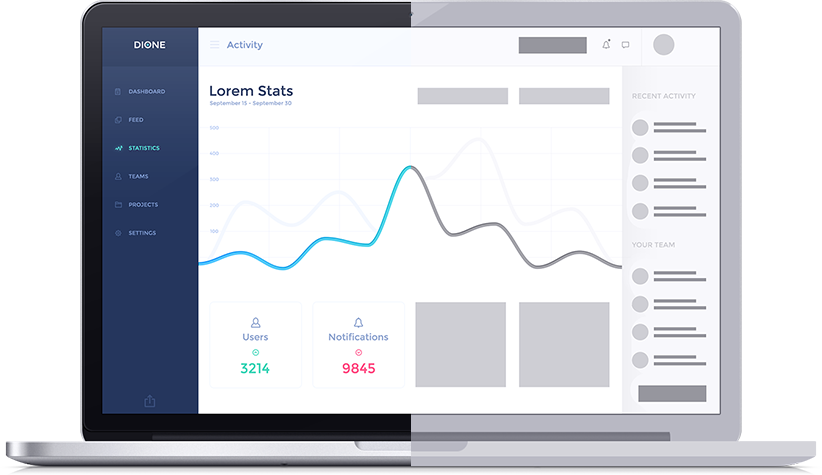 DIONE
Activity
DASHBOARD
FEED
STATISTICS
TEAMS
PROJECTS
SETTINGS
Lorem Stats
September 15 - September 30
500
400
300
200
100
Users
3214
Notifications
9845
RECENT ACTIVITY
YOUR TEAM